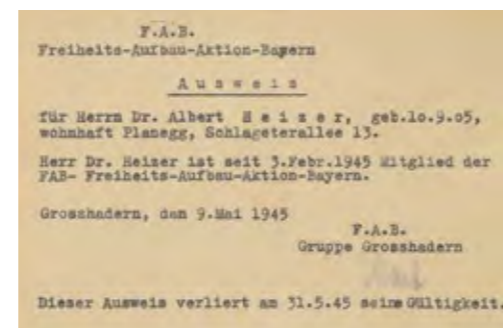 F.A.B.
Freiheits-Aufbau-Aktion-Bayern
A u s w e i s
für Herrn Dr. Albert H e i z e r, geb.10.9.05,
wohnhaft Planegg, Schlageterallee 13.
Herr Dr. Heizer ist seit 3.Febr.1945 Mitglied der
FAB- Freiheits-Aufbau-Aktion-Bayern.
Grosshadern, den 9.Mai 1945
F.A.B.
Gruppe Grosshadern
Dieser Ausweis verliert am 31.5.45 seine Gültigkeit.